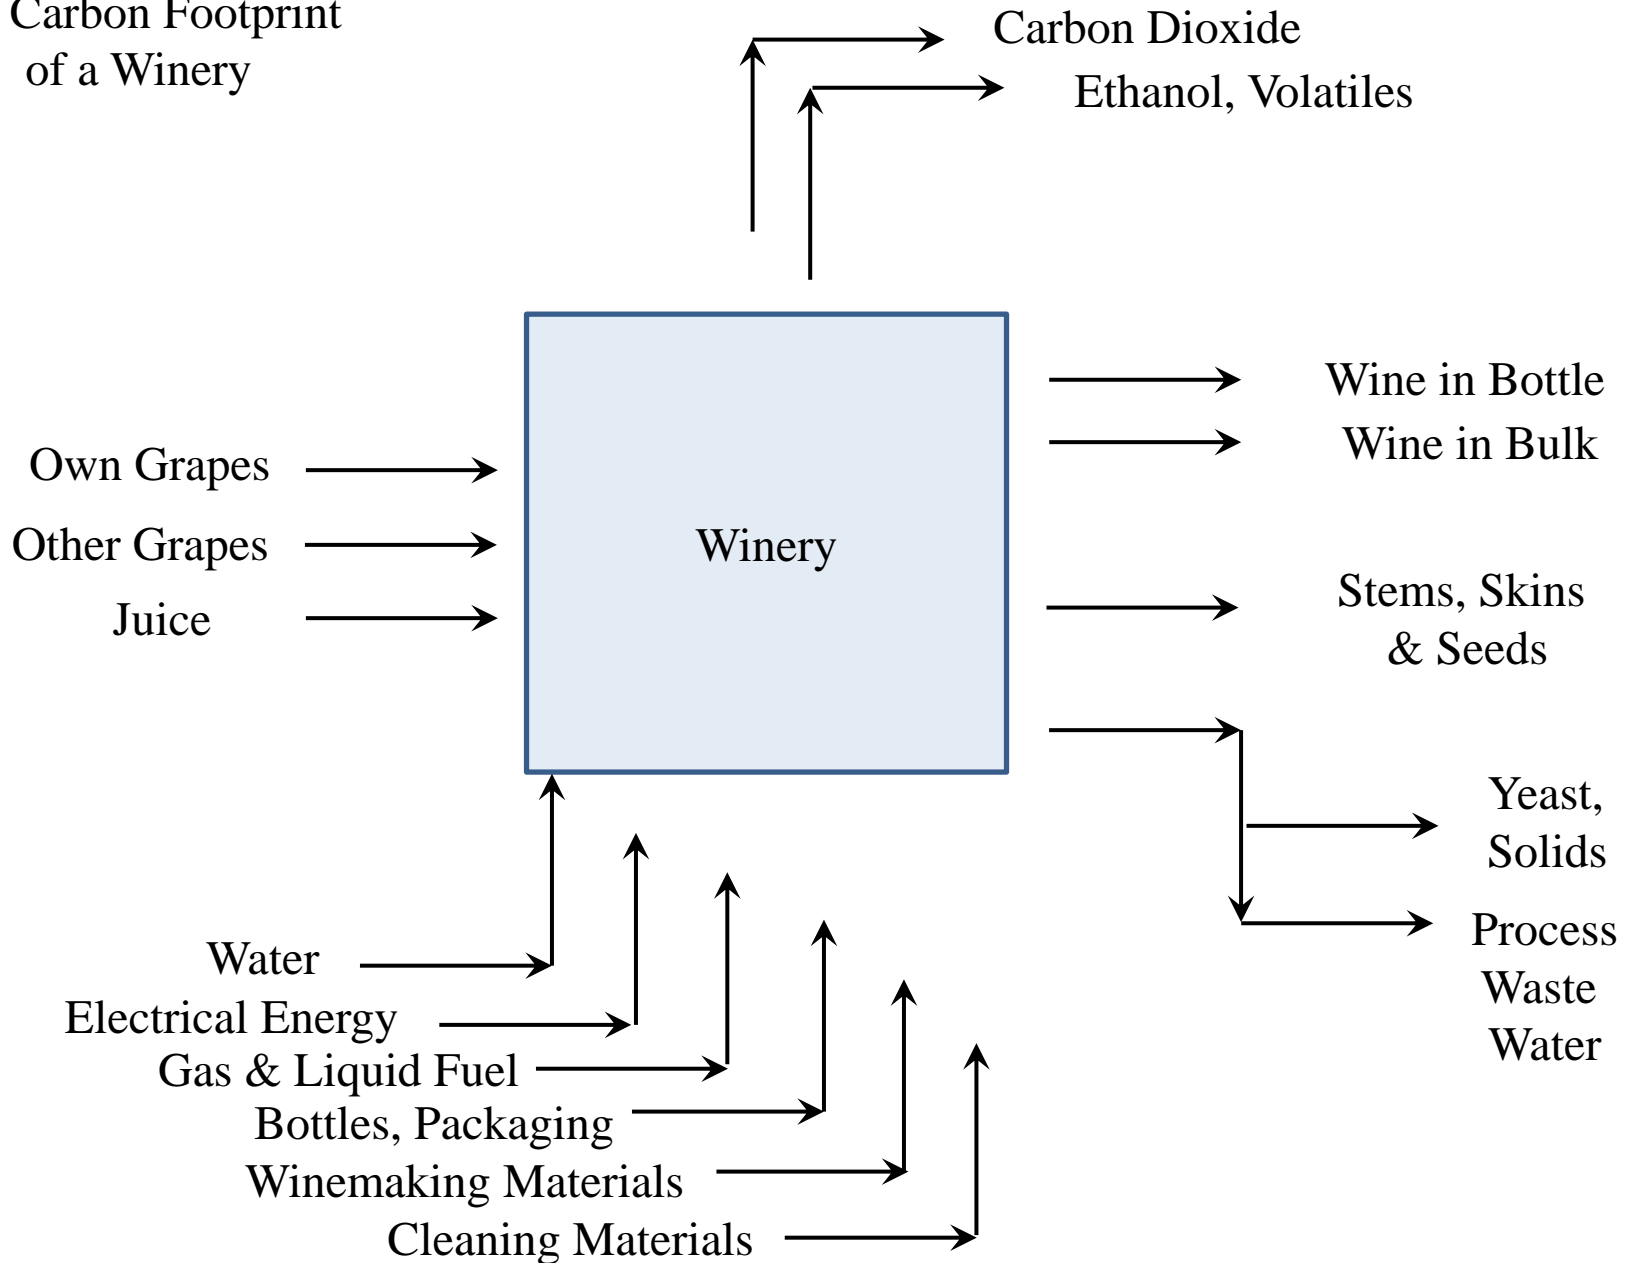 Carbon Footprint
of a Winery
Carbon Dioxide
Ethanol, Volatiles
Wine in Bottle
Wine in Bulk
Own Grapes
Other Grapes
Juice
Winery
Stems, Skins
& Seeds
Yeast,
Solids
Process
Waste
Water
Water
Electrical Energy
Gas & Liquid Fuel
Bottles, Packaging
Winemaking Materials
Cleaning Materials